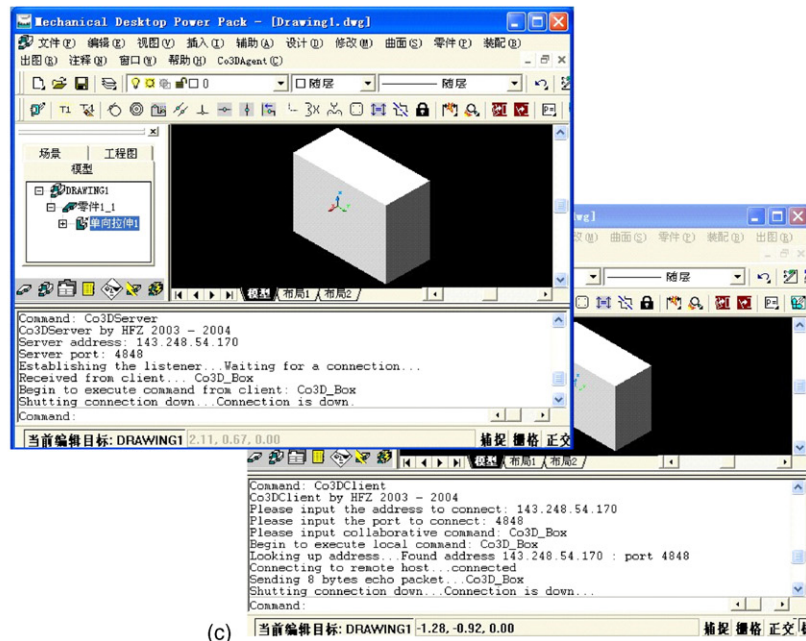 Mechanical Desktop Power Pack - [Drawing1.dwg]
文件(F) 编辑(E) 视图(V) 插入(I) 辅助(A) 设计(D) 修改(M) 曲面(S) 零件(P) 装配(B)
出图(R) 注释(N) 窗口(W) 帮助(H) Co3DAgent(C)
0 随层 随层
场景 工程图
模型
DRAWING1
零件1_1
单向拉伸1
模型 布局1 布局2
Command: Co3DServer
Co3DServer by HFZ 2003 - 2004
Server address: 143.248.54.170
Server port: 4848
Establishing the listener...Waiting for a connection...
Received from client... Co3D_Box
Begin to execute command from client: Co3D_Box
Shutting connection down...Connection is down.
Command:
当前编辑目标: DRAWING1 2.11, 0.67, 0.00 捕捉 栅格 正交
wg]
改(M) 曲面(S) 零件(P) 装配(B) 出图(R)
随层
模型 布局1 布局2
Command: Co3DClient
Co3DClient by HFZ 2003 - 2004
Please input the address to connect: 143.248.54.170
Please input the port to connect: 4848
Please input collaborative command: Co3D_Box
Begin to execute local command: Co3D_Box
Looking up address...Found address 143.248.54.170 : port 4848
Connecting to remote host...connected
Sending 8 bytes echo packet...Co3D_Box
Shutting connection down...Connection is down...
Command:
(c)
当前编辑目标: DRAWING1 -1.28, -0.92, 0.00 捕捉 栅格 正交